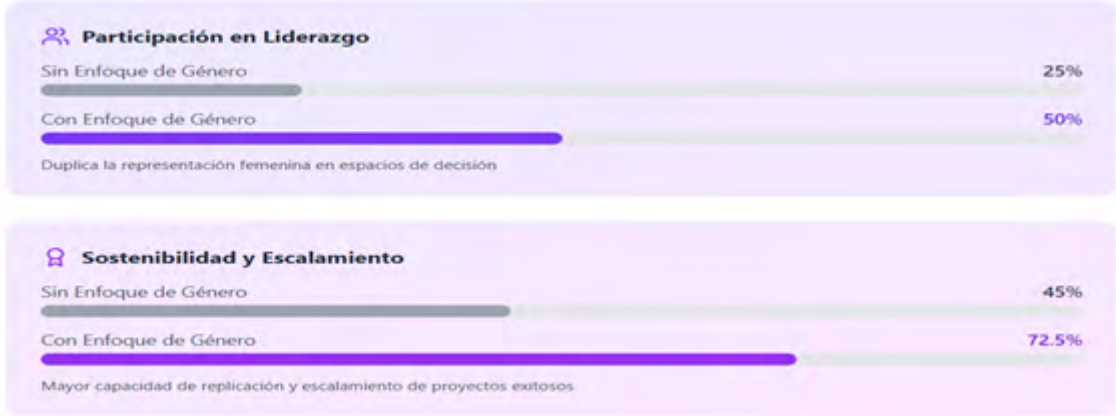 Participación en Liderazgo
Sin Enfoque de Género 25%
Con Enfoque de Género 50%
Duplica la representación femenina en espacios de decisión
Sostenibilidad y Escalamiento
Sin Enfoque de Género 45%
Con Enfoque de Género 72.5%
Mayor capacidad de replicación y escalamiento de proyectos exitosos